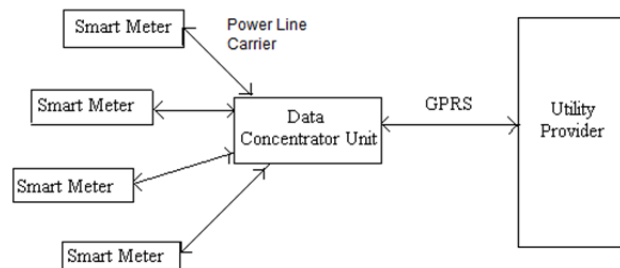 Smart Meter
Power Line
Carrier
Smart Meter
Data
Concentrator Unit
GPRS
Utility
Provider
Smart Meter
Smart Meter